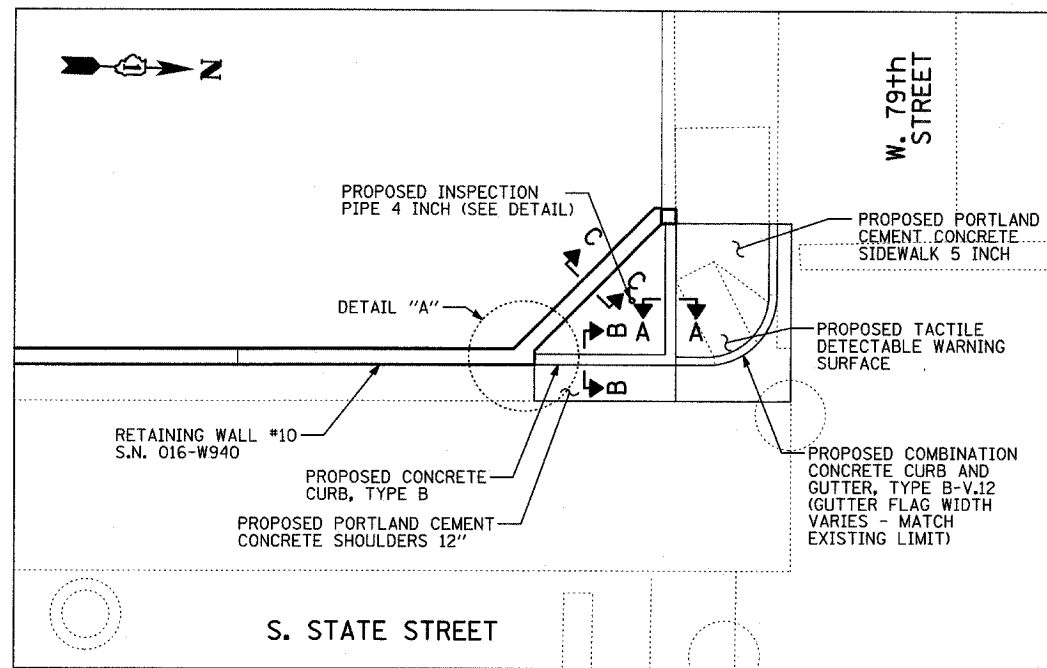 N
W. 79th
STREET
PROPOSED INSPECTION
PIPE 4 INCH (SEE DETAIL)
PROPOSED PORTLAND
CEMENT CONCRETE
SIDEWALK 5 INCH
C
C
DETAIL "A"
A
A
B
B
PROPOSED TACTILE
DETECTABLE WARNING
SURFACE
RETAINING WALL #10
S.N. 016-W940
PROPOSED CONCRETE
CURB, TYPE B
PROPOSED PORTLAND CEMENT
CONCRETE SHOULDERS 12"
PROPOSED COMBINATION
CONCRETE CURB AND
GUTTER, TYPE B-V.12
(GUTTER FLAG WIDTH
VARIES - MATCH
EXISTING LIMIT)
S. STATE STREET